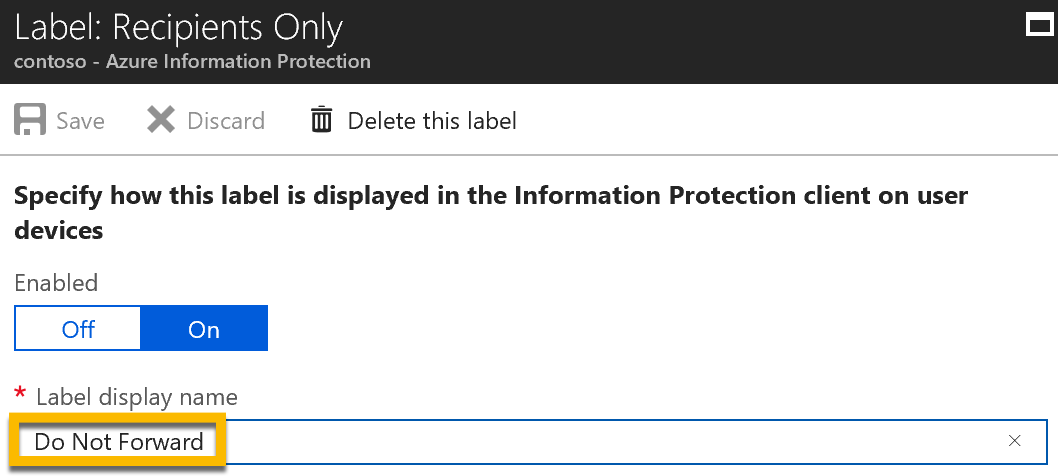 Label: Recipients Only
contoso - Azure Information Protection
Save Discard Delete this label
Specify how this label is displayed in the Information Protection client on user
devices
Enabled
Off On
* Label display name
Do Not Forward